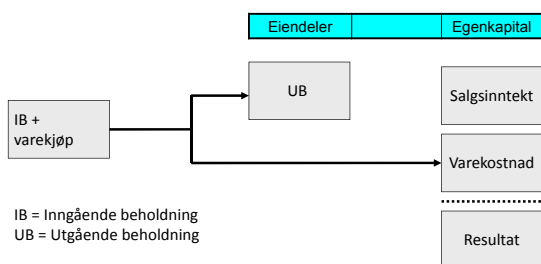 Eiendeler Egenkapital
UB
Salgsinntekt
IB +
varekjøp
Varekostnad
IB = Inngående beholdning
UB = Utgående beholdning
Resultat